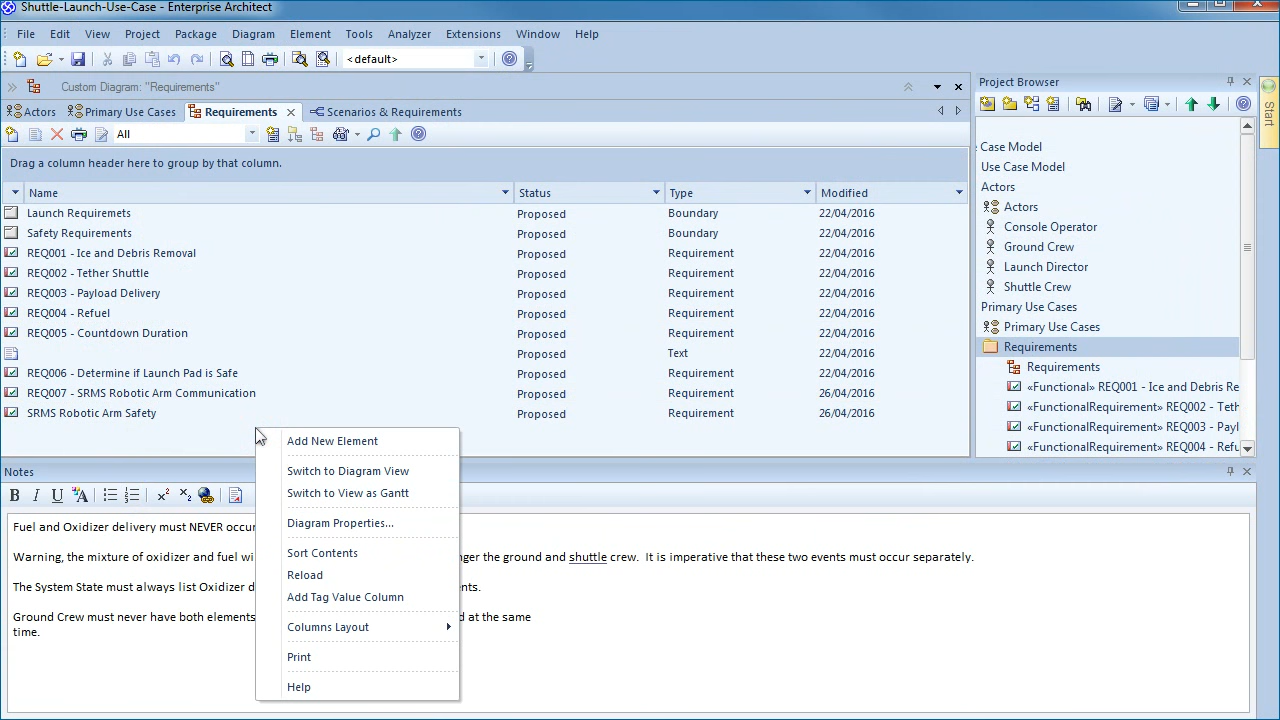 Shuttle-Launch-Use-Case - Enterprise Architect
File Edit View Project Package Diagram Element Tools Analyzer Extensions Window Help
<default>
Custom Diagram: "Requirements"
Actors Primary Use Cases Requirements Scenarios & Requirements
All
Drag a column header here to group by that column.
Name Status Type Modified
Launch Requiremets Proposed Boundary 22/04/2016
Safety Requirements Proposed Boundary 22/04/2016
REQ001 - Ice and Debris Removal Proposed Requirement 22/04/2016
REQ002 - Tether Shuttle Proposed Requirement 22/04/2016
REQ003 - Payload Delivery Proposed Requirement 22/04/2016
REQ004 - Refuel Proposed Requirement 22/04/2016
REQ005 - Countdown Duration Proposed Requirement 22/04/2016
Proposed Text 22/04/2016
REQ006 - Determine if Launch Pad is Safe Proposed Requirement 22/04/2016
REQ007 - SRMS Robotic Arm Communication Proposed Requirement 26/04/2016
SRMS Robotic Arm Safety Proposed Requirement 26/04/2016
Add New Element
Switch to Diagram View
Switch to View as Gantt
Diagram Properties...
Sort Contents
Reload
Add Tag Value Column
Columns Layout
Print
Help
Project Browser
Case Model
Use Case Model
Actors
Actors
Console Operator
Ground Crew
Launch Director
Shuttle Crew
Primary Use Cases
Primary Use Cases
Requirements
Requirements
«Functional» REQ001 - Ice and Debris Re
«FunctionalRequirement» REQ002 - Teth
«FunctionalRequirement» REQ003 - Payl
«FunctionalRequirement» REQ004 - Refu
Start
Notes
B I U A
Fuel and Oxidizer delivery must NEVER occur
Warning, the mixture of oxidizer and fuel wi nger the ground and shuttle crew. It is imperative that these two events must occur separately.
The System State must always list Oxidizer d ents.
Ground Crew must never have both elements d at the same
time.